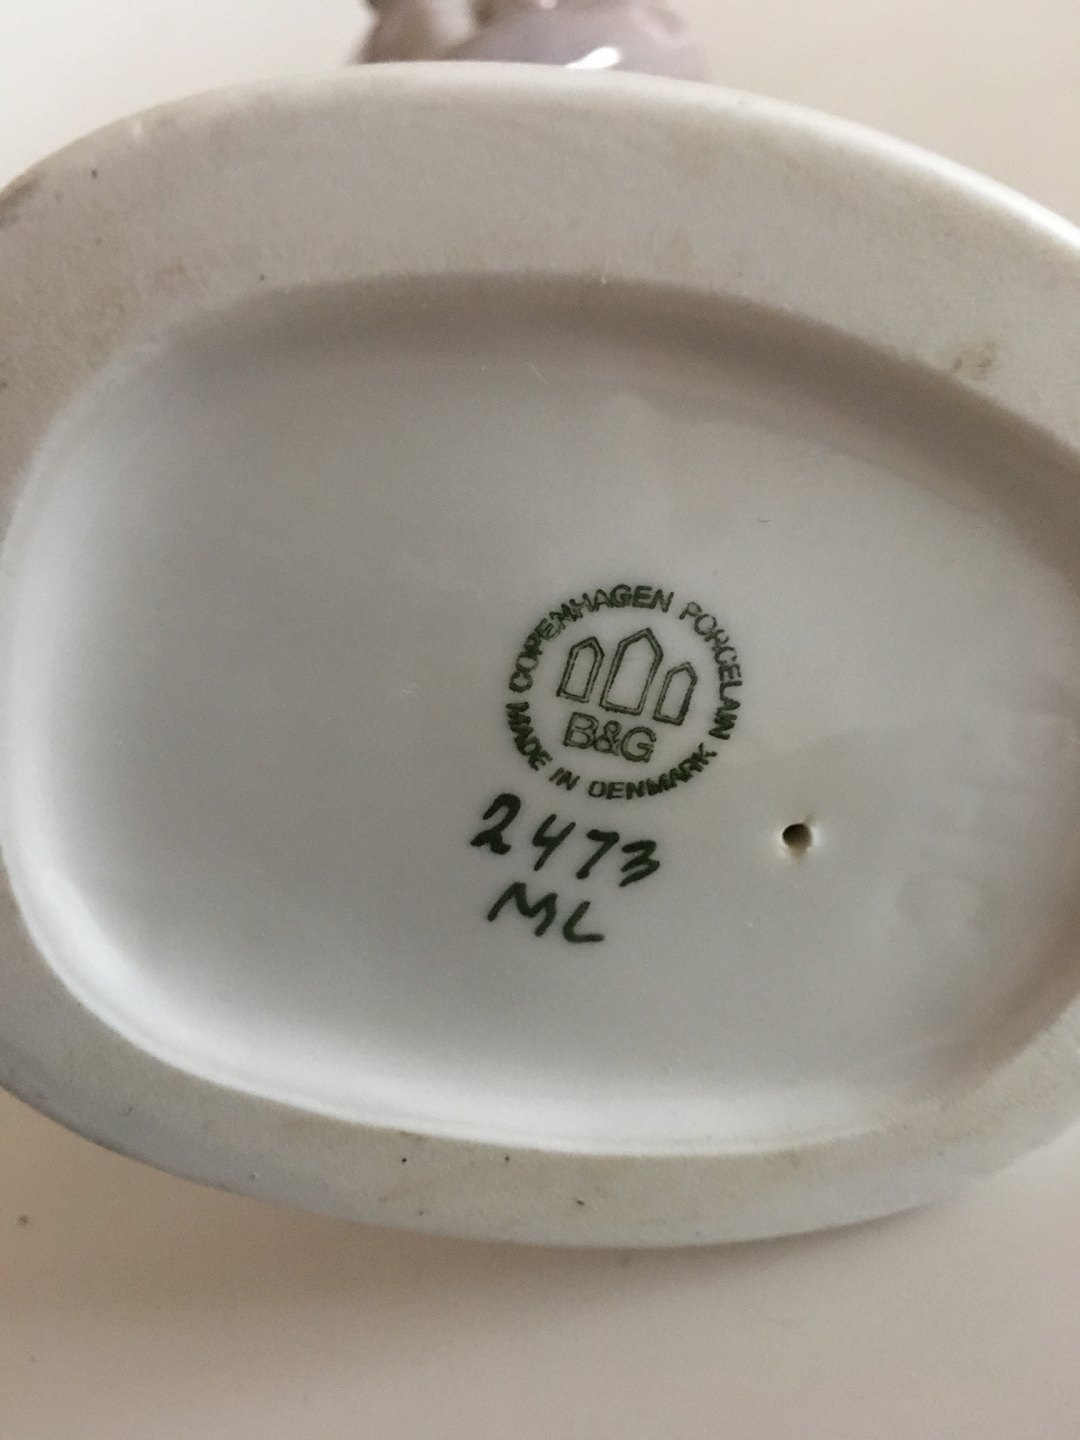 COPENHAGEN PORCELAIN
B&G
MADE IN DENMARK
2473
ML